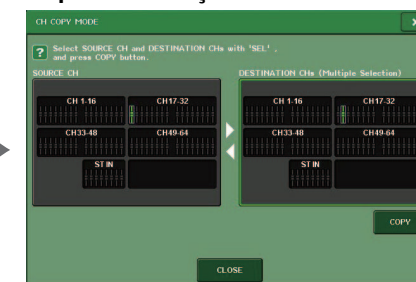 CH COPY MODE
Select SOURCE CH and DESTINATION CHs with 'SEL' ,
and press COPY button.
SOURCE CH
DESTINATION CHs (Multiple Selection)
CH 1-16
CH17-32
CH33-48
CH49-64
ST IN
CH 1-16
CH17-32
CH33-48
CH49-64
ST IN
COPY
CLOSE